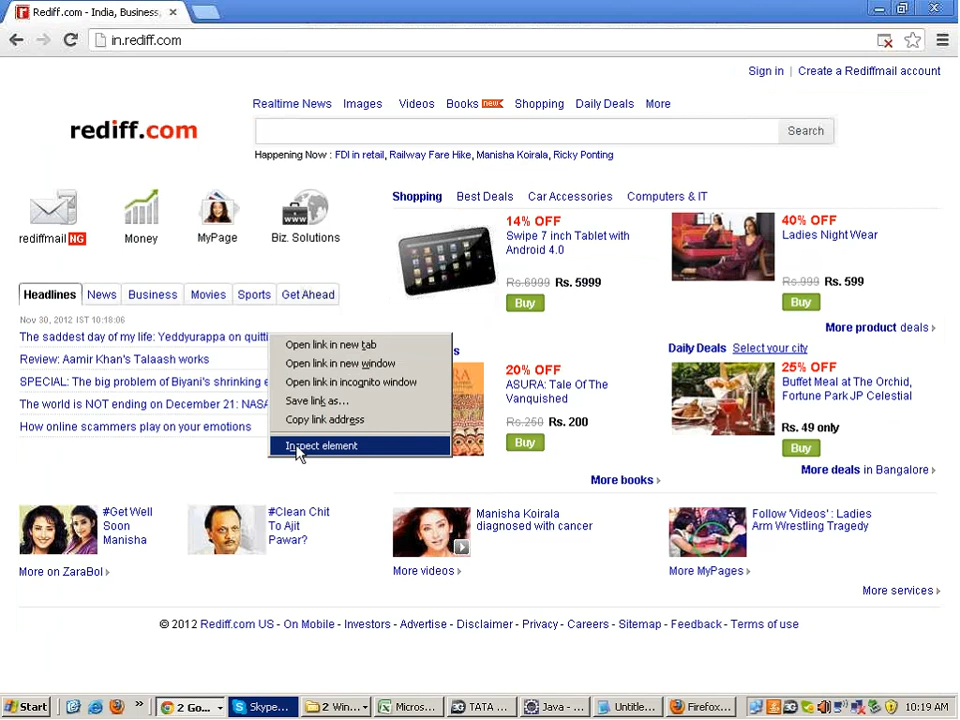 Rediff.com - India, Business,
in.rediff.com
Sign in | Create a Rediffmail account
Realtime News Images Videos Books new Shopping Daily Deals More
rediff.com
Search
Happening Now : FDI in retail, Railway Fare Hike, Manisha Koirala, Ricky Ponting
rediffmail NG
Money
MyPage
Biz. Solutions
Shopping Best Deals Car Accessories Computers & IT
14% OFF
Swipe 7 inch Tablet with
Android 4.0
Rs.6999 Rs. 5999
Buy
40% OFF
Ladies Night Wear
Rs.999 Rs. 599
Buy
More product deals
Headlines News Business Movies Sports Get Ahead
Nov 30, 2012 IST 10:18:06
The saddest day of my life: Yeddyurappa on quitti
Review: Aamir Khan's Talaash works
SPECIAL: The big problem of Biyani's shrinking e
The world is NOT ending on December 21: NASA
How online scammers play on your emotions
Open link in new tab
Open link in new window
Open link in incognito window
Save link as...
Copy link address
Inspect element
s
20% OFF
ASURA: Tale Of The
Vanquished
Rs.250 Rs. 200
Buy
More books
Daily Deals Select your city
25% OFF
Buffet Meal at The Orchid,
Fortune Park JP Celestial
Rs. 49 only
Buy
More deals in Bangalore
#Get Well
Soon
Manisha
#Clean Chit
To Ajit
Pawar?
More on ZaraBol
Manisha Koirala
diagnosed with cancer
More videos
Follow 'Videos' : Ladies
Arm Wrestling Tragedy
More MyPages
More services
© 2012 Rediff.com US - On Mobile - Investors - Advertise - Disclaimer - Privacy - Careers - Sitemap - Feedback - Terms of use
Start 2 Go... Skype... 2 Win... Micros... TATA ... Java - ... Untitle... Firefox... 10:19 AM